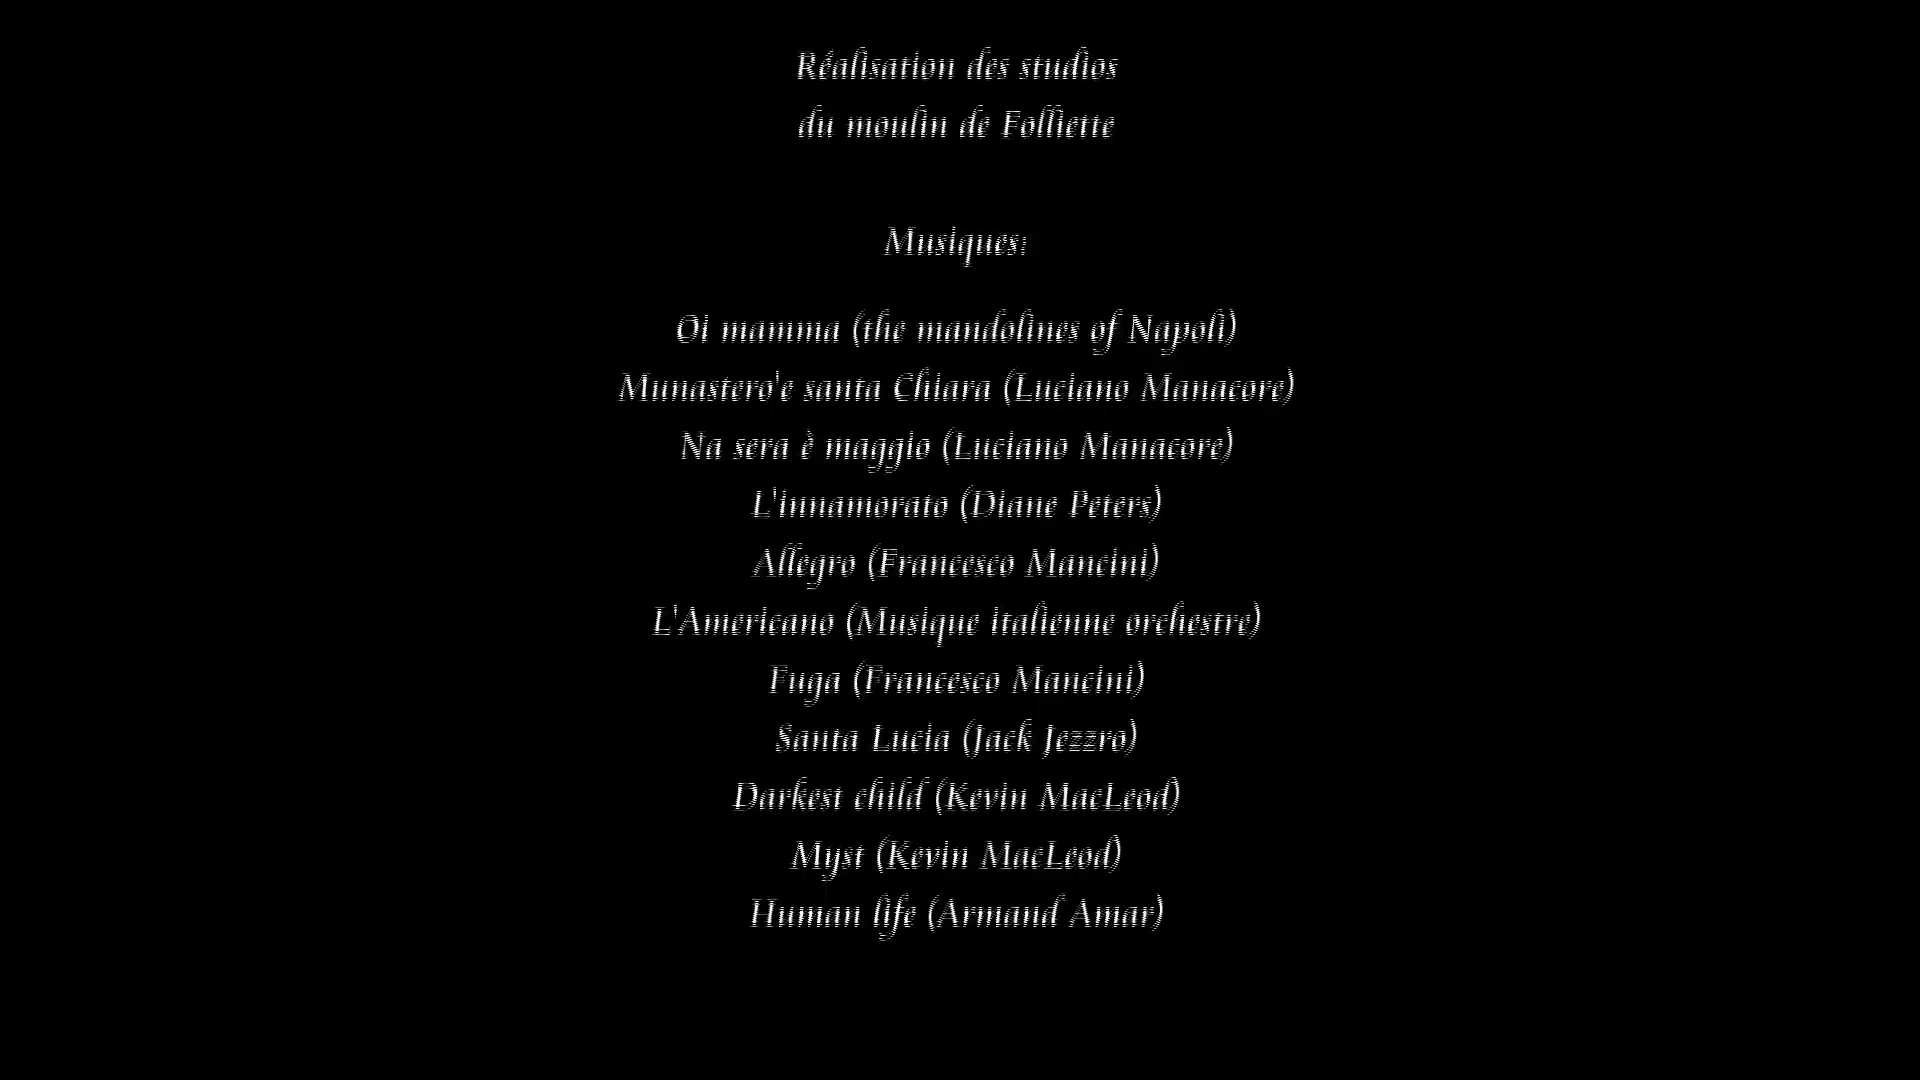 Réalisation des studios
du moulin de Folliette
Musiques:
Oi mamma (the mandolines of Napoli)
Munastero'e santa Chiara (Luciano Manacore)
Na sera è maggio (Luciano Manacore)
L'innamorato (Diane Peters)
Allegro (Francesco Mancini)
L'Americano (Musique italienne orchestre)
Fuga (Francesco Mancini)
Santa Lucia (Jack Jezzro)
Darkest child (Kevin MacLeod)
Myst (Kevin MacLeod)
Human life (Armand Amar)